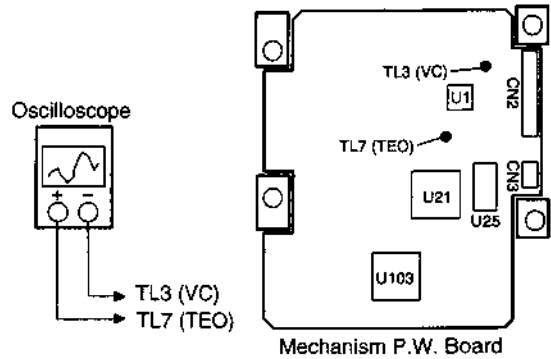 Oscilloscope
+ −
TL3 (VC)
TL7 (TEO)
TL3 (VC)
U1
CN2
TL7 (TEO)
CN3
U21
U25
U103
Mechanism P.W. Board